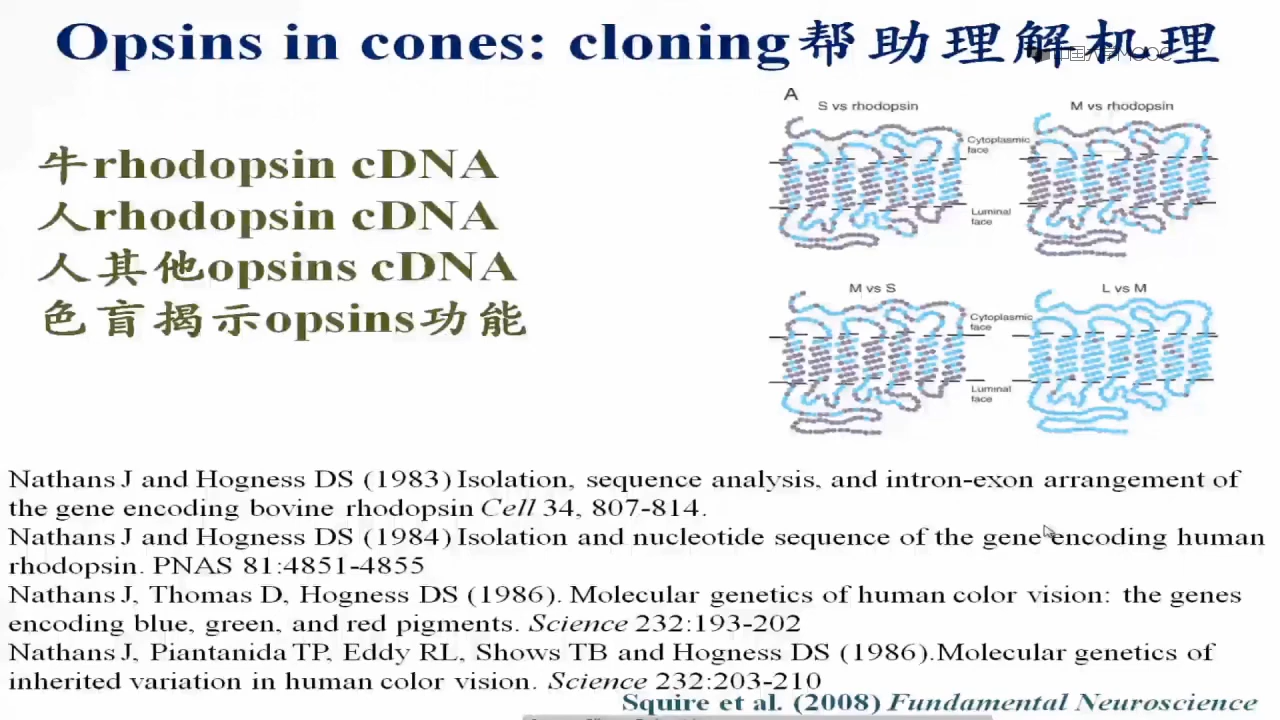 Opsins in cones: cloning帮助理解机理
中国大学MOOC
牛rhodopsin cDNA
人rhodopsin cDNA
人其他opsins cDNA
色盲揭示opsins功能
A
S vs rhodopsin
M vs rhodopsin
Cytoplasmic
face
Luminal
face
M vs S
L vs M
Cytoplasmic
face
Luminal
face
Nathans J and Hogness DS (1983) Isolation, sequence analysis, and intron-exon arrangement of
the gene encoding bovine rhodopsin Cell 34, 807-814.
Nathans J and Hogness DS (1984) Isolation and nucleotide sequence of the gene encoding human
rhodopsin. PNAS 81:4851-4855
Nathans J, Thomas D, Hogness DS (1986). Molecular genetics of human color vision: the genes
encoding blue, green, and red pigments. Science 232:193-202
Nathans J, Piantanida TP, Eddy RL, Shows TB and Hogness DS (1986).Molecular genetics of
inherited variation in human color vision. Science 232:203-210
Squire et al. (2008) Fundamental Neuroscience